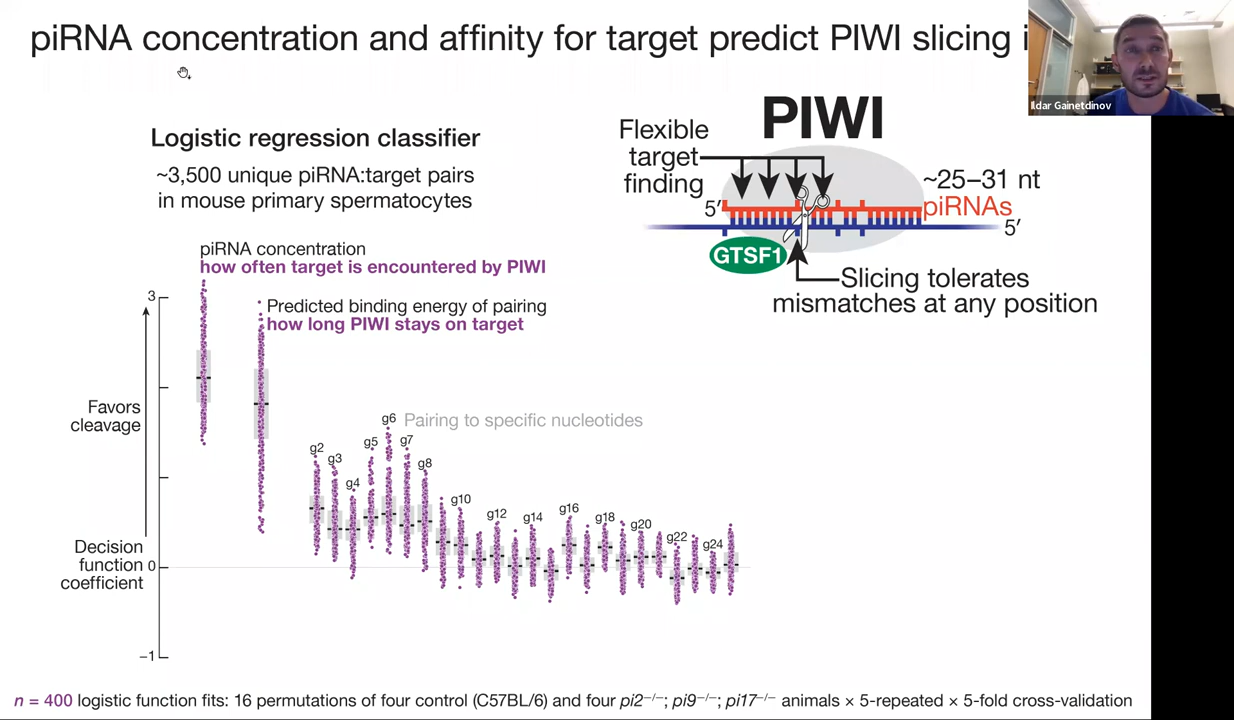 piRNA concentration and affinity for target predict PIWI slicing i
Ildar Gainetdinov
Logistic regression classifier
~3,500 unique piRNA:target pairs
in mouse primary spermatocytes
piRNA concentration
how often target is encountered by PIWI
Predicted binding energy of pairing
how long PIWI stays on target
3
Favors
cleavage
Decision
function
coefficient
0
−1
g2
g3
g4
g5
g6
g7
g8
Pairing to specific nucleotides
g10
g12
g14
g16
g18
g20
g22
g24
PIWI
Flexible
target
finding
5′
~25–31 nt
piRNAs
5′
GTSF1
Slicing tolerates
mismatches at any position
n = 400 logistic function fits: 16 permutations of four control (C57BL/6) and four pi2−/−; pi9−/−; pi17−/− animals × 5-repeated × 5-fold cross-validation